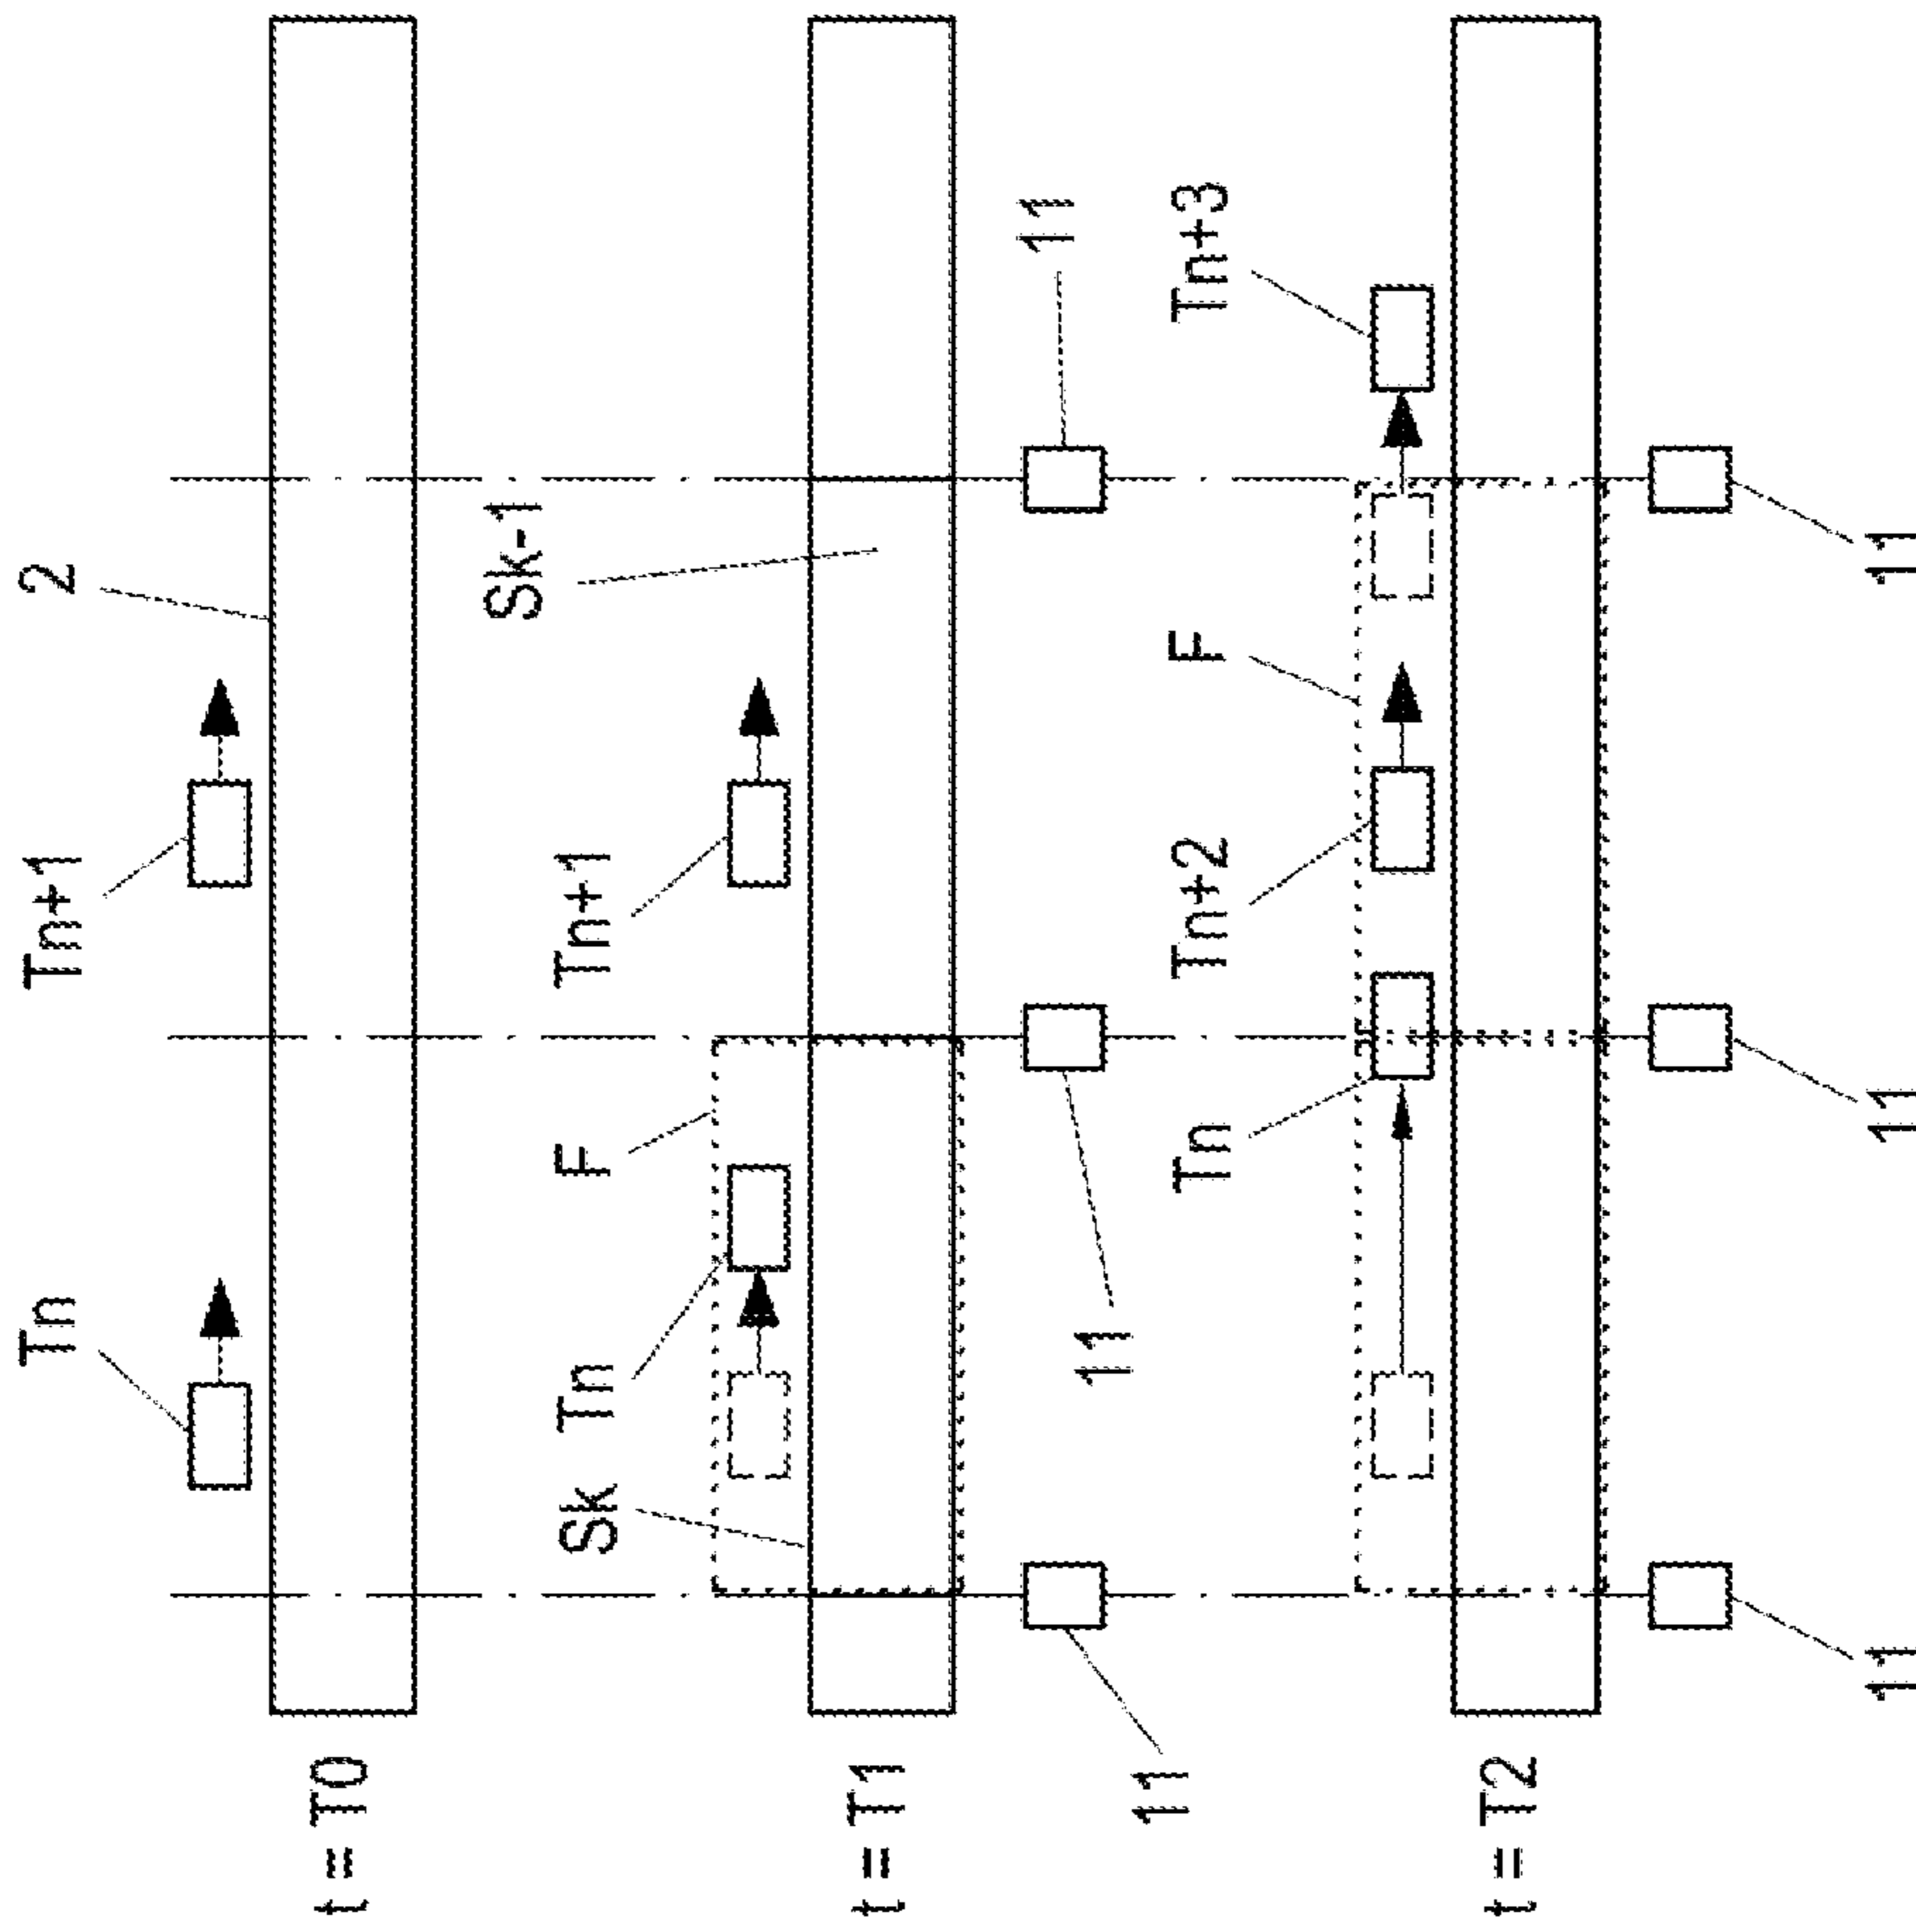 Tn
Tn+1
2
t = T0
Sk
Tn
F
Tn+1
Sk-1
t = T1
11
11
11
Tn
Tn+2
F
Tn+3
t = T2
11
11
11